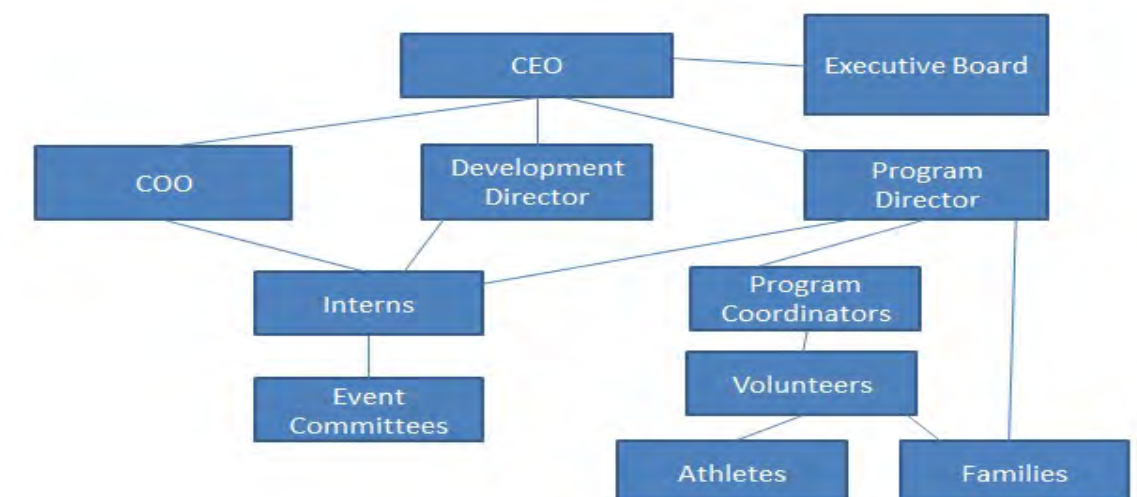 CEO
Executive Board
COO
Development
Director
Program
Director
Interns
Program
Coordinators
Volunteers
Event
Committees
Athletes
Families